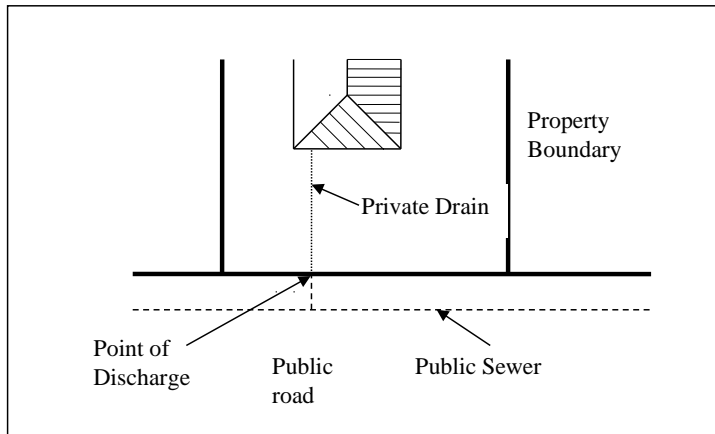 Property
Boundary
Private Drain
Point of
Discharge
Public
road
Public Sewer